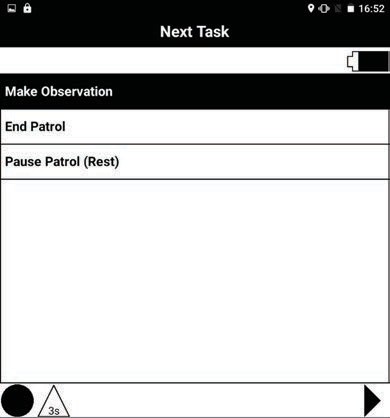 16:52
Next Task
Make Observation
End Patrol
Pause Patrol (Rest)
3s